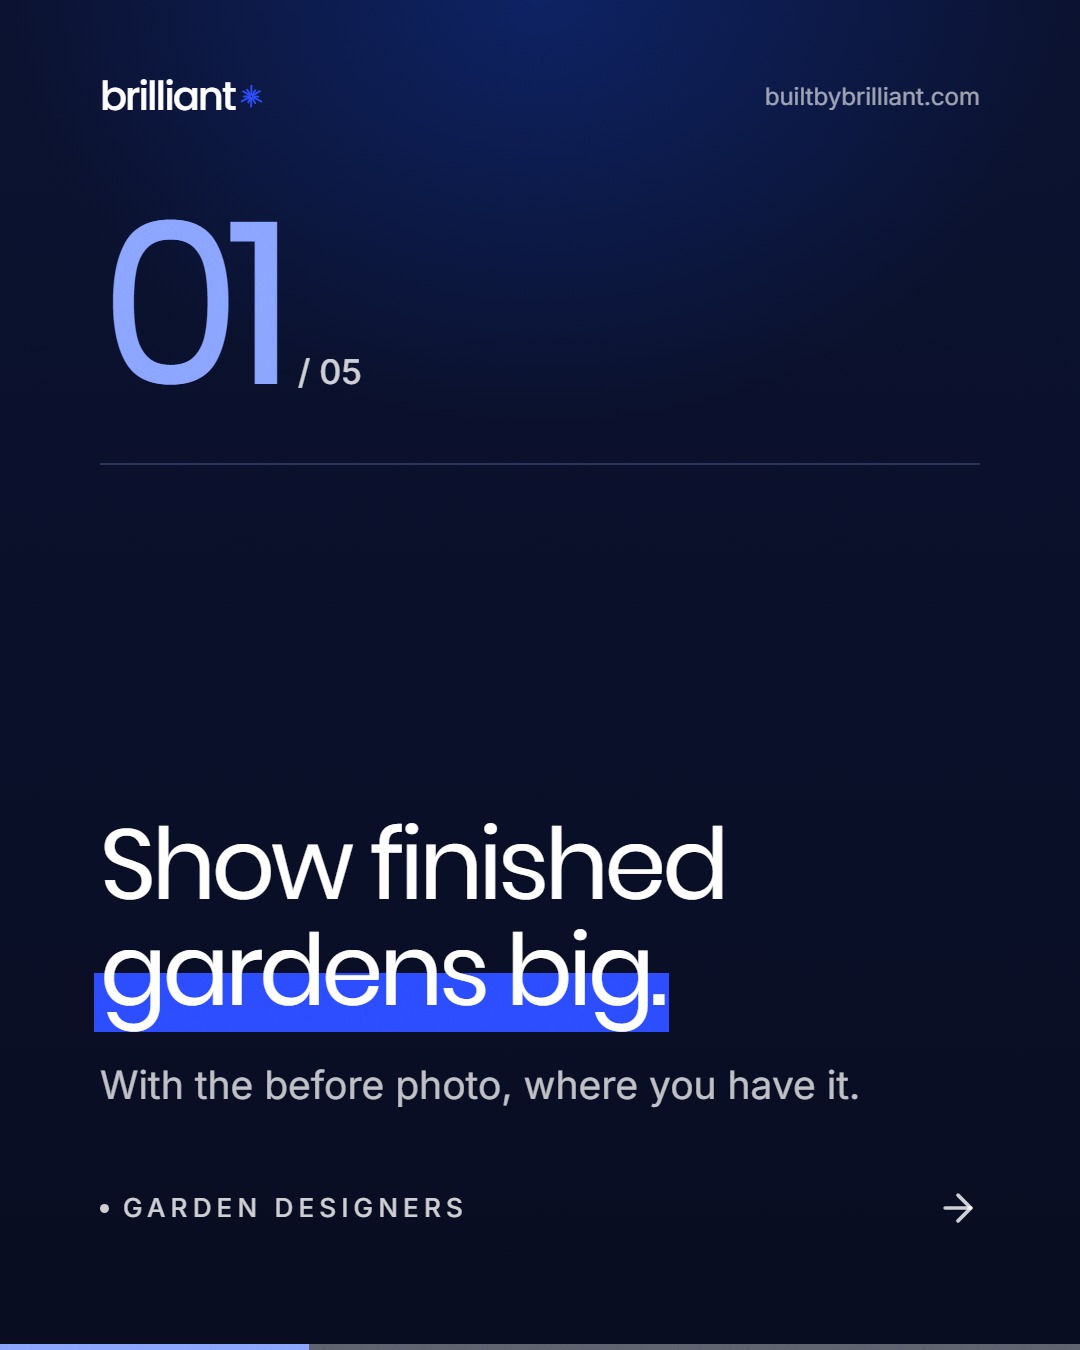 brilliant
builtbybrilliant.com
01 / 05
Show finished
gardens big.
With the before photo, where you have it.
• GARDEN DESIGNERS